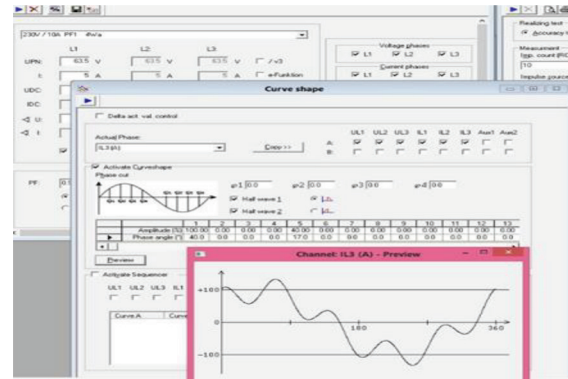 230V / 10A PF1 4Wa
Realizing test
Accuracy t
L1 L2 L3
Voltage phases
L1 L2 L3
Measurement
UPN: 63.5 V 63.5 V 63.5 V / √3
Current phases
Imp. count (RC
10
I: 5 A 5 A 5 A e-Funktion
L1 L2 L3
Impulse source
UDC:
Curve shape
IDC:
Delta act. val. control
U:
I:
Actual Phase:
UL1 UL2 UL3 IL1 IL2 IL3 Aux1 Aux2
IL3 (A)
Copy >>
A:
B:
Activate Curveshape
PF:
Phase cut
φ1 0.0 φ2 0.0 φ3 0.0 φ4 0.0
Half wave 1
Half wave 2
1 2 3 4 5 6 7 8 9 10 11 12 13
Amplitude (%) 100.00 0.00 0.00 0.00 40.00 0.00 0.00 0.00 0.00 0.00 0.00 0.00 0.00
Phase angle (°) 40.0 0.0 0.0 0.0 17.0 0.0 0.0 0.0 0.0 0.0 0.0 0.0 0.0
Preview
Channel: IL3 (A) - Preview
Activate Sequencer
UL1 UL2 UL3 IL1
+100
Curve A Curve
0 180 360
-100